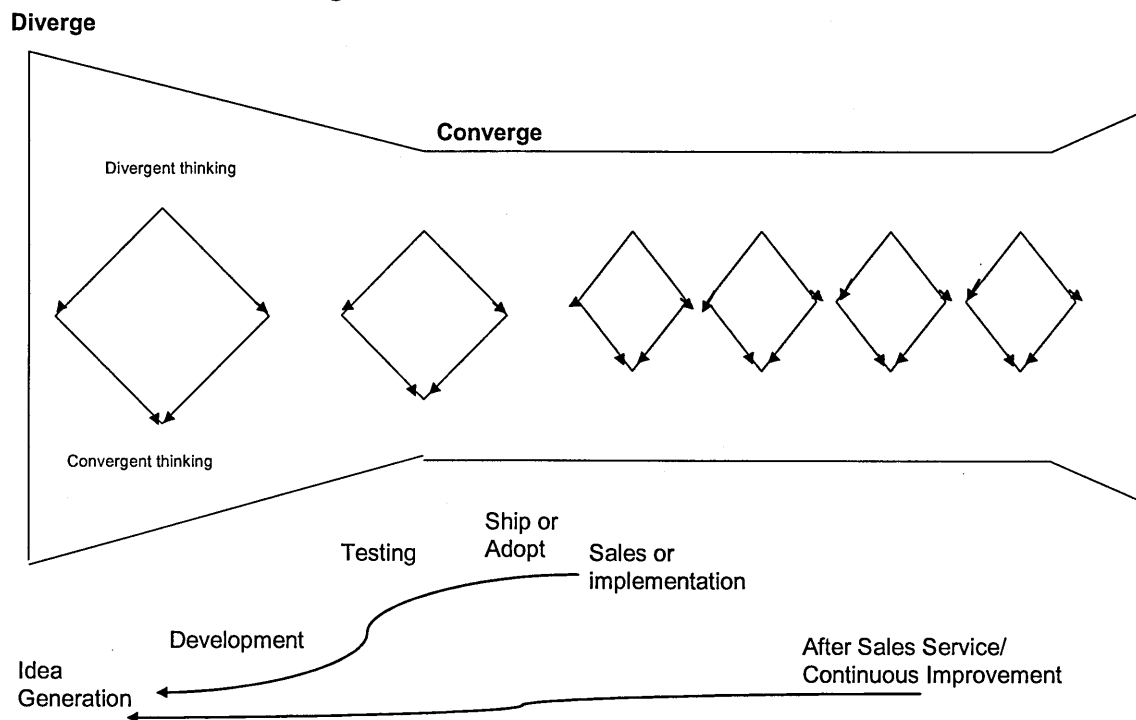 Diverge
Converge
Divergent thinking
Convergent thinking
Ship or
Adopt
Testing
Sales or
implementation
Development
After Sales Service/
Continuous Improvement
Idea
Generation